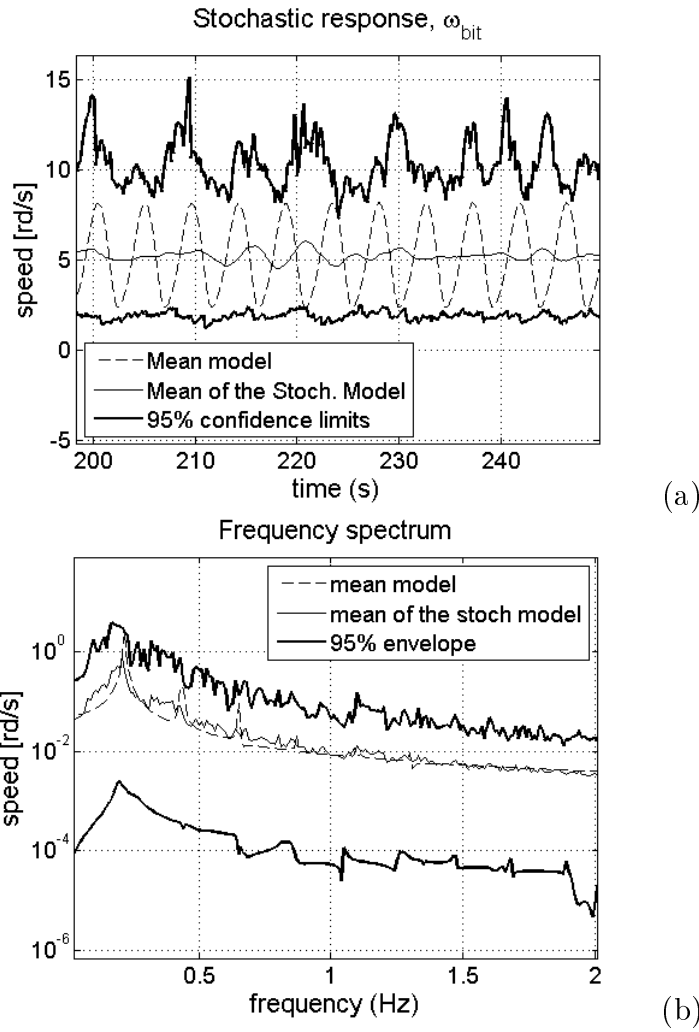 Stochastic response, ω_bit
15
10
5
0
-5
speed [rd/s]
Mean model
Mean of the Stoch. Model
95% confidence limits
200 210 220 230 240
time (s)
(a)
Frequency spectrum
mean model
mean of the stoch model
95% envelope
10^0
10^-2
10^-4
10^-6
speed [rd/s]
0.5 1 1.5 2
frequency (Hz)
(b)